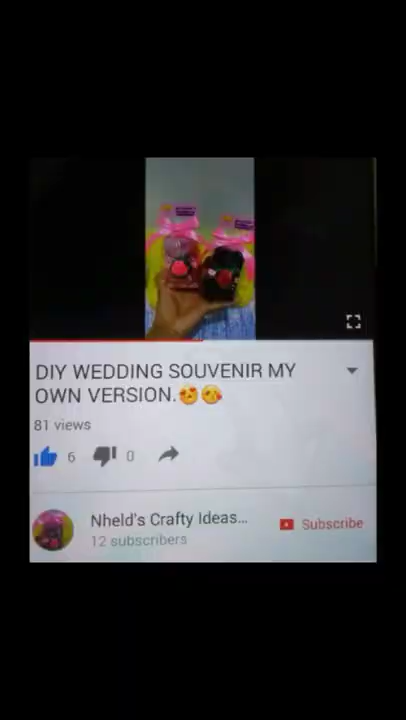 DIY WEDDING SOUVENIR MY
OWN VERSION.😍😘
81 views
6 0
Nheld's Crafty Ideas...
Subscribe
12 subscribers